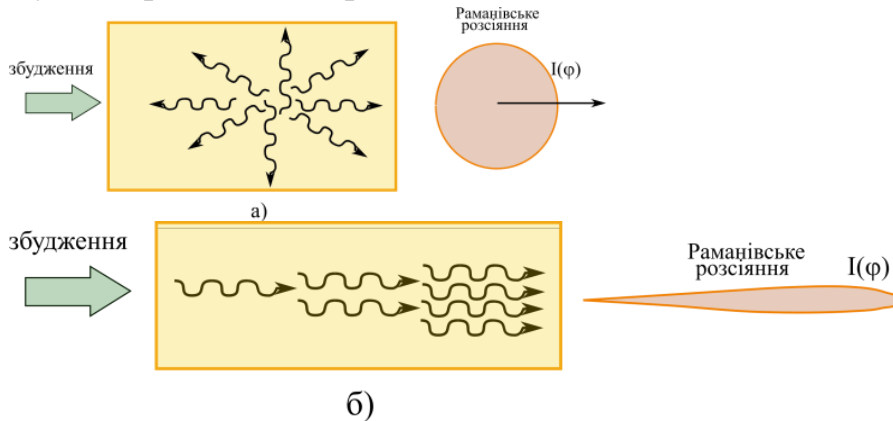 Раманівське
розсіяння
збудження
I(φ)
а)
збудження
Раманівське
розсіяння
I(φ)
б)